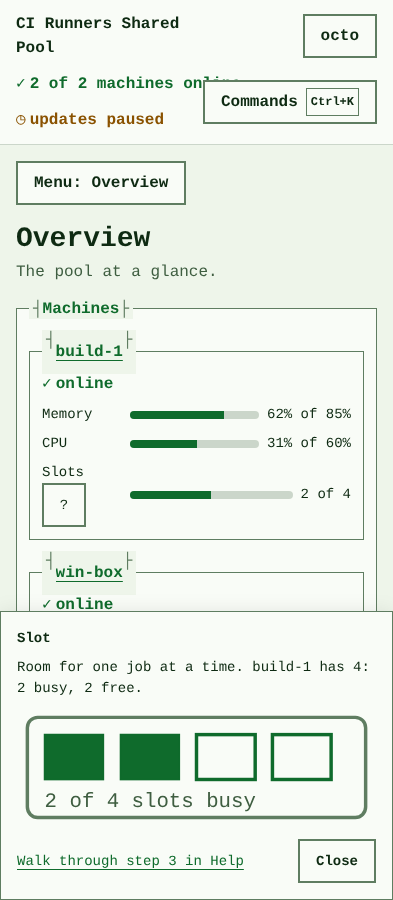 CI Runners Shared
Pool
octo
✓ 2 of 2 machines online
Commands Ctrl+K
◷ updates paused
Menu: Overview
Overview
The pool at a glance.
Machines
build-1
✓ online
Memory 62% of 85%
CPU 31% of 60%
Slots
? 2 of 4
win-box
✓ online
Slot
Room for one job at a time. build-1 has 4:
2 busy, 2 free.
2 of 4 slots busy
Walk through step 3 in Help
Close